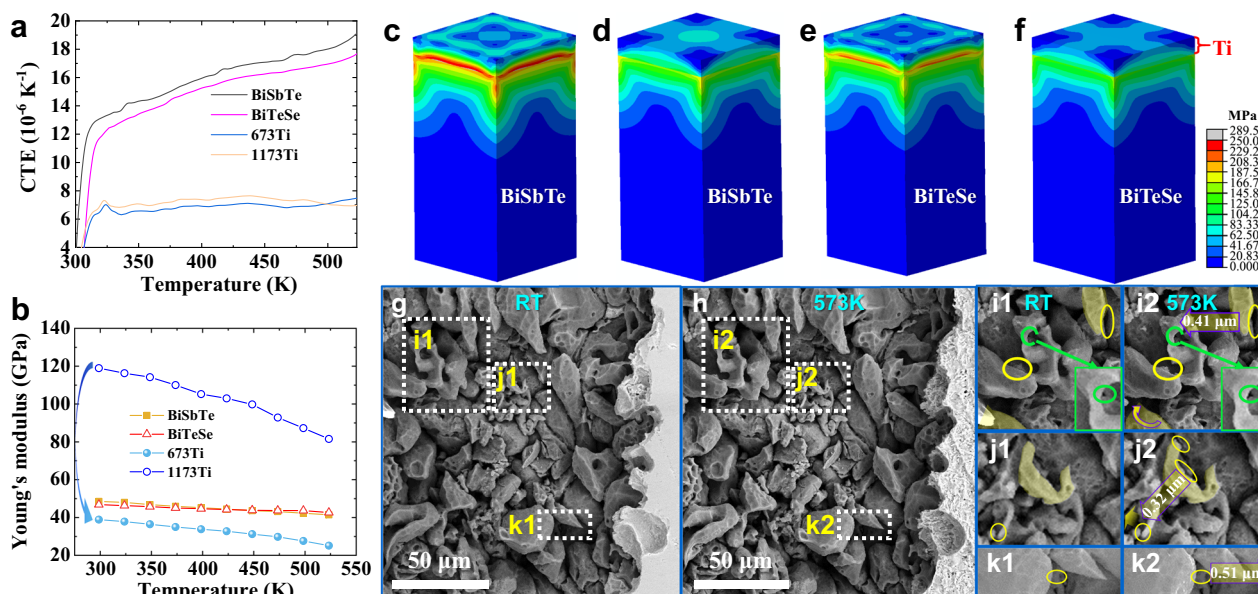 a
20
18
16
14
12
10
8
6
4
CTE (10⁻⁶ K⁻¹)
BiSbTe
BiTeSe
673Ti
1173Ti
300 350 400 450 500
Temperature (K)
b
140
120
100
80
60
40
20
Young's modulus (GPa)
BiSbTe
BiTeSe
673Ti
1173Ti
300 350 400 450 500 550
Temperature (K)
c
BiSbTe
d
BiSbTe
e
BiTeSe
f
Ti
BiTeSe
MPa
289.5
250.0
229.2
208.3
187.5
166.7
145.8
125.0
104.2
83.33
62.50
41.67
20.83
0.000
g
RT
i1
j1
k1
50 μm
h
573K
i2
j2
k2
50 μm
i1 RT
i2 573K
0.41 μm
j1
j2
0.32 μm
k1
k2
0.51 μm